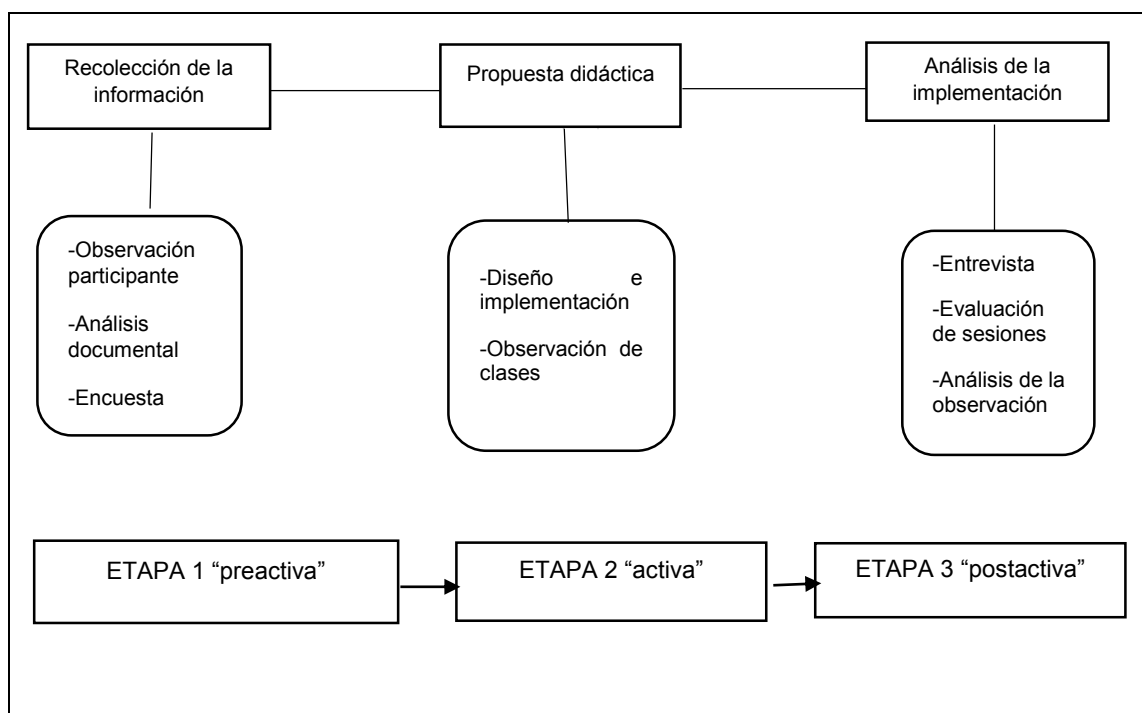 Recolección de la
información
Propuesta didáctica
Análisis de la
implementación
-Observación
participante
-Análisis
documental
-Encuesta
-Diseño e
implementación
-Observación de
clases
-Entrevista
-Evaluación
de sesiones
-Análisis de la
observación
ETAPA 1 “preactiva”
ETAPA 2 “activa”
ETAPA 3 “postactiva”